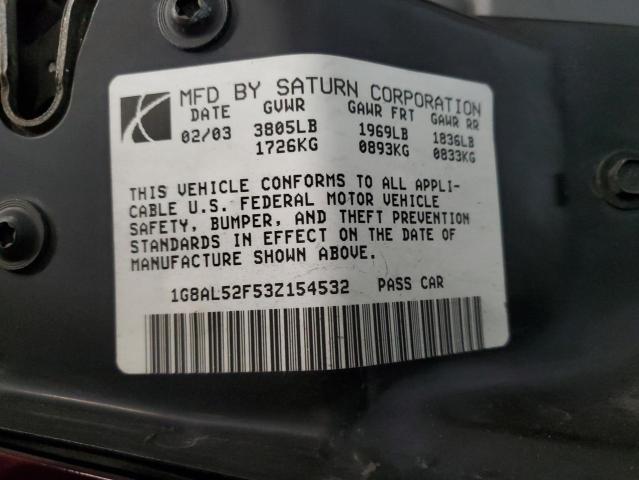 MFD BY SATURN CORPORATION
DATE GVWR GAWR FRT GAWR RR
02/03 3805LB 1969LB 1836LB
1726KG 0893KG 0833KG
THIS VEHICLE CONFORMS TO ALL APPLI-
CABLE U.S. FEDERAL MOTOR VEHICLE
SAFETY, BUMPER, AND THEFT PREVENTION
STANDARDS IN EFFECT ON THE DATE OF
MANUFACTURE SHOWN ABOVE.
1G8AL52F53Z154532 PASS CAR